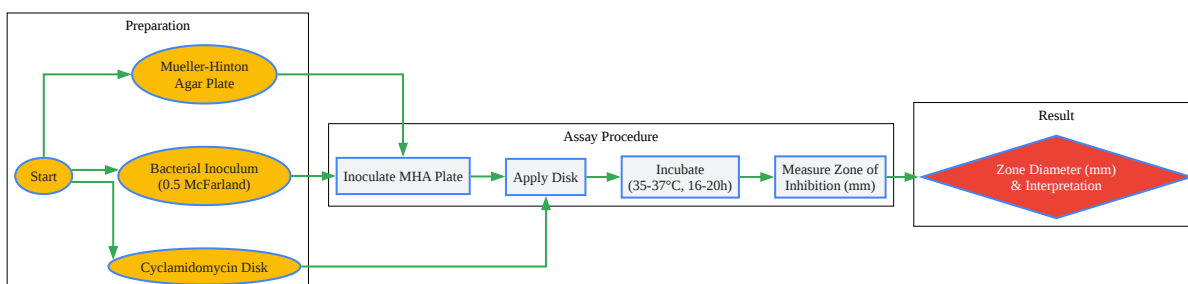 Preparation
Mueller-Hinton
Agar Plate
Start
Bacterial Inoculum
(0.5 McFarland)
Cyclamidomycin Disk
Assay Procedure
Inoculate MHA Plate
Apply Disk
Incubate
(35-37°C, 16-20h)
Measure Zone of
Inhibition (mm)
Result
Zone Diameter (mm)
& Interpretation